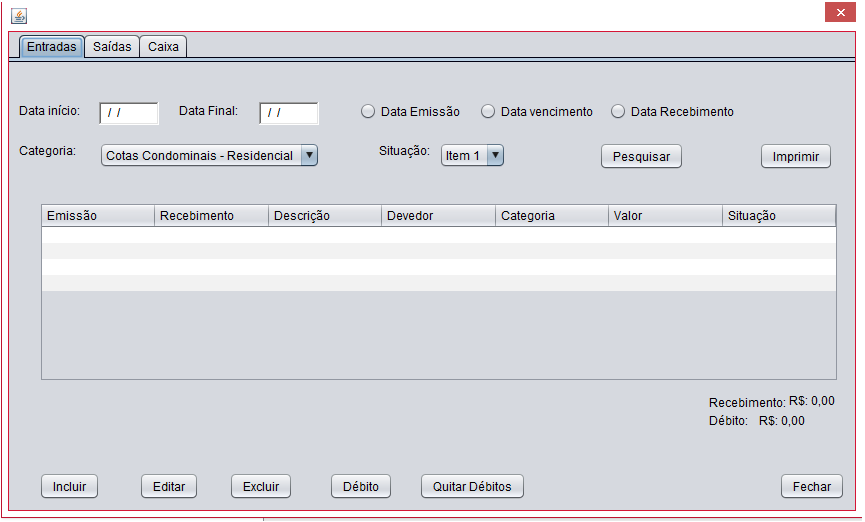 Entradas Saídas Caixa
Data início: / / Data Final: / / Data Emissão Data vencimento Data Recebimento
Categoria: Cotas Condominais - Residencial Situação: Item 1 Pesquisar Imprimir
Emissão Recebimento Descrição Devedor Categoria Valor Situação
Recebimento: R$: 0,00
Débito: R$: 0,00
Incluir Editar Excluir Débito Quitar Débitos Fechar